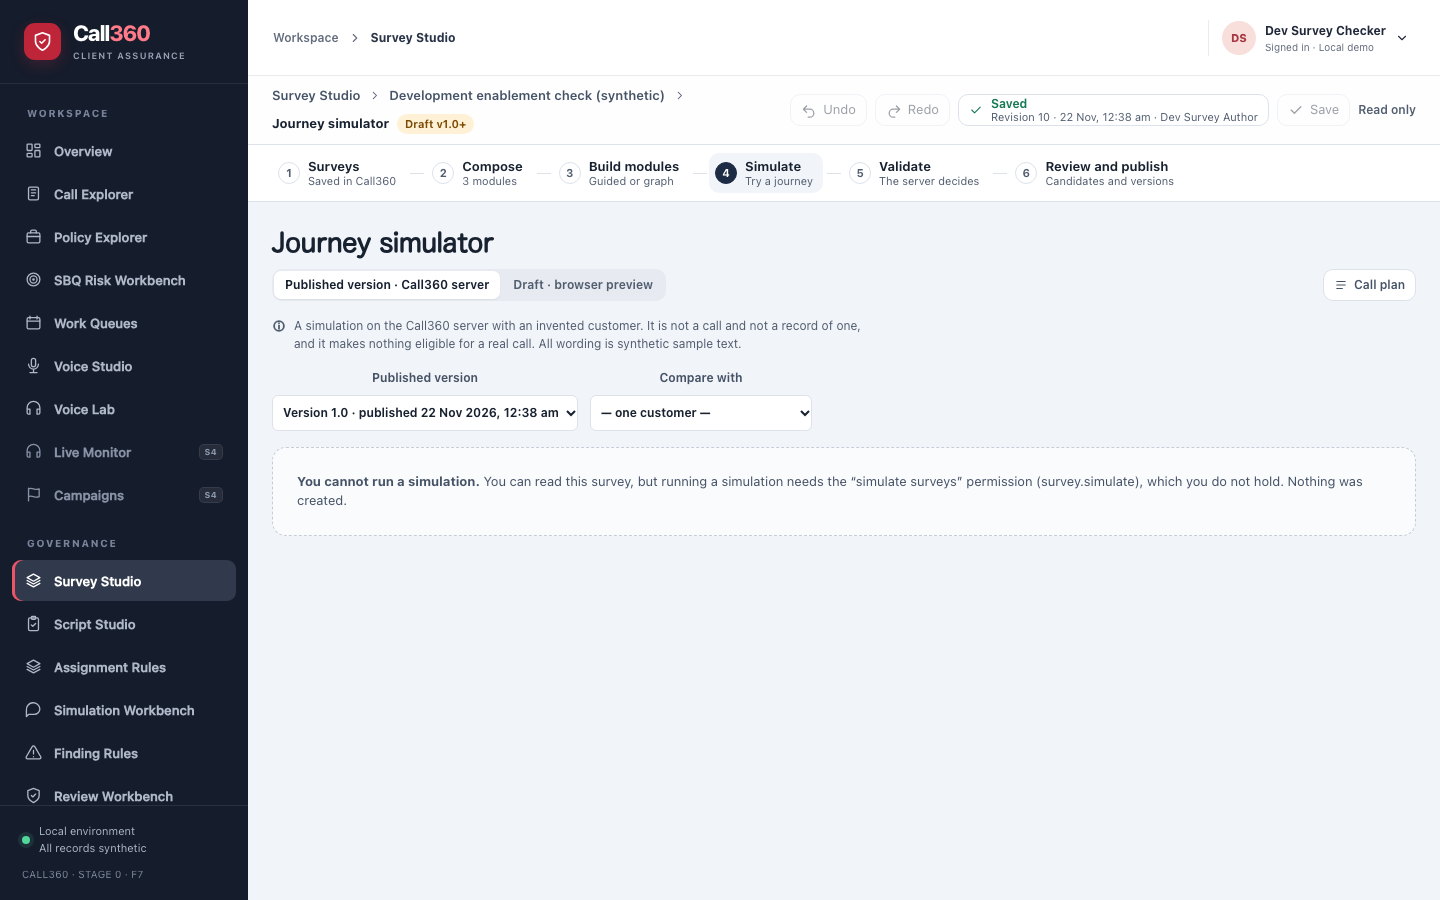 Call360
CLIENT ASSURANCE
WORKSPACE
Overview
Call Explorer
Policy Explorer
SBQ Risk Workbench
Work Queues
Voice Studio
Voice Lab
Live Monitor S4
Campaigns S4
GOVERNANCE
Survey Studio
Script Studio
Assignment Rules
Simulation Workbench
Finding Rules
Review Workbench
Local environment
All records synthetic
CALL360 · STAGE 0 · F7
Workspace > Survey Studio
DS
Dev Survey Checker
Signed in · Local demo
Survey Studio > Development enablement check (synthetic) >
Journey simulator Draft v1.0+
Undo
Redo
Saved
Revision 10 · 22 Nov, 12:38 am · Dev Survey Author
Save
Read only
1 Surveys
Saved in Call360
2 Compose
3 modules
3 Build modules
Guided or graph
4 Simulate
Try a journey
5 Validate
The server decides
6 Review and publish
Candidates and versions
Journey simulator
Published version · Call360 server
Draft · browser preview
Call plan
A simulation on the Call360 server with an invented customer. It is not a call and not a record of one,
and it makes nothing eligible for a real call. All wording is synthetic sample text.
Published version
Compare with
Version 1.0 · published 22 Nov 2026, 12:38 am
— one customer —
You cannot run a simulation. You can read this survey, but running a simulation needs the “simulate surveys” permission (survey.simulate), which you do not hold. Nothing was
created.